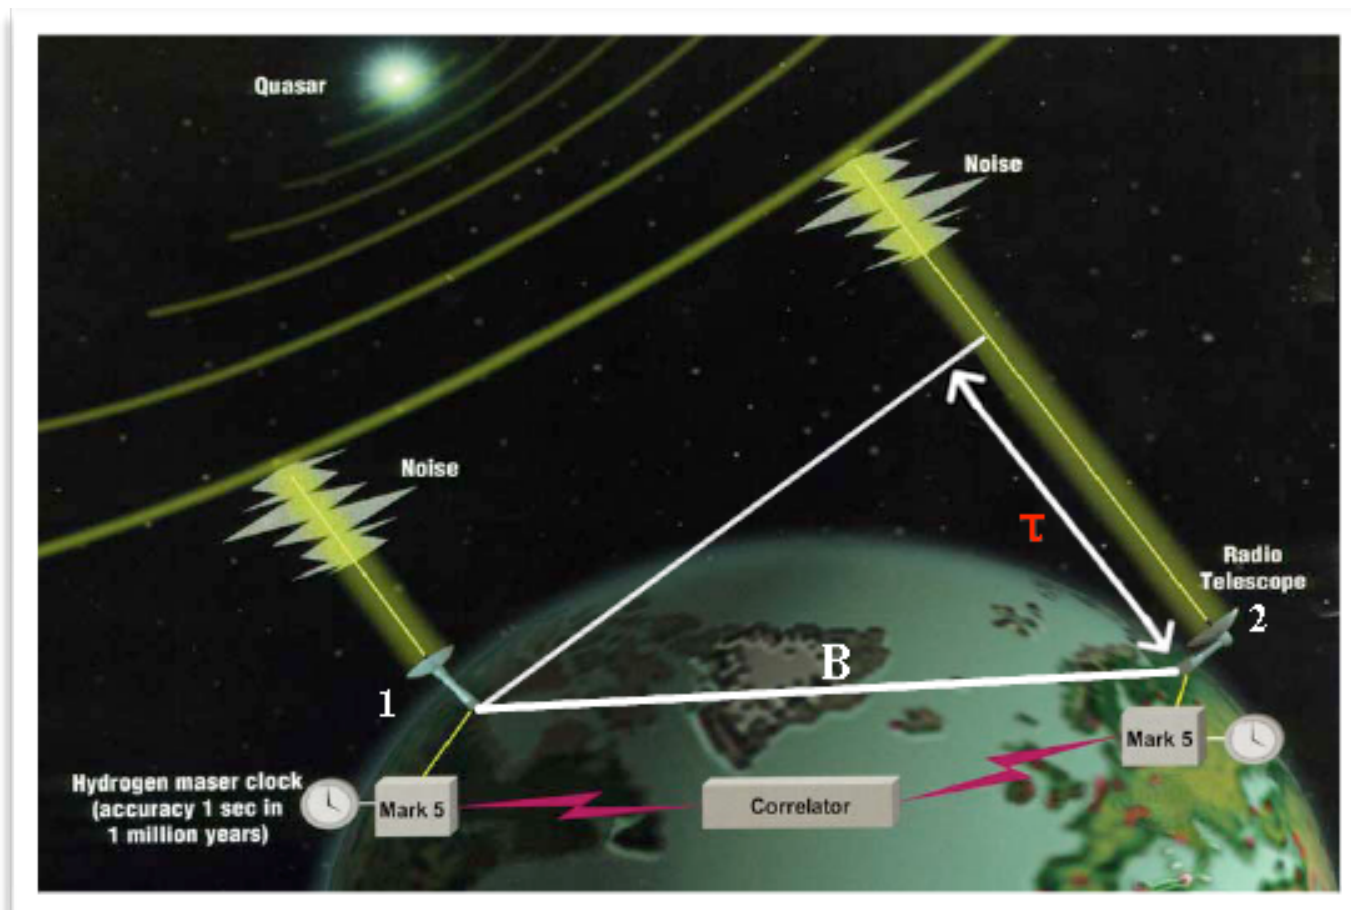 Quasar
Noise
Noise
τ
Radio
Telescope
2
B
1
Mark 5
Hydrogen maser clock
(accuracy 1 sec in
1 million years)
Mark 5
Correlator